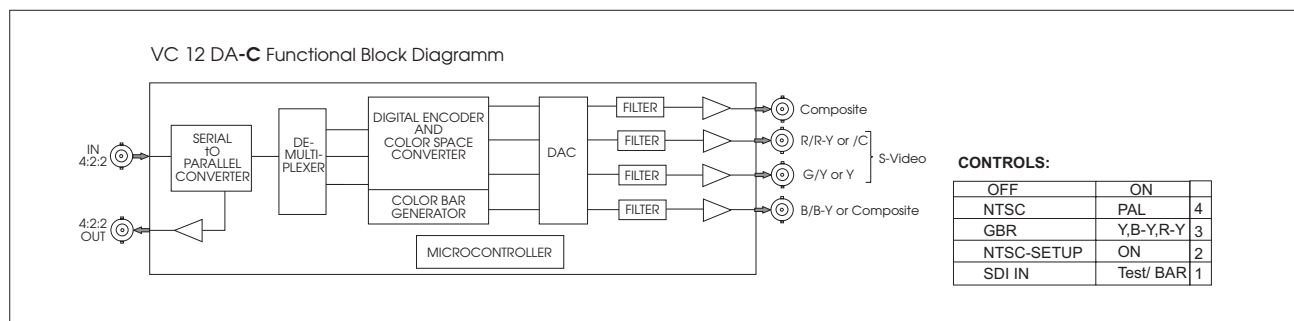 VC 12 DA-C Functional Block Diagramm
IN
4:2:2
4:2:2
OUT
SERIAL
tO
PARALLEL
CONVERTER
DE-
MULTI-
PLEXER
DIGITAL ENCODER
AND
COLOR SPACE
CONVERTER
COLOR BAR
GENERATOR
MICROCONTROLLER
DAC
FILTER
FILTER
FILTER
FILTER
Composite
R/R-Y or /C
G/Y or Y
B/B-Y or Composite
S-Video
CONTROLS:
OFF ON
NTSC PAL 4
GBR Y,B-Y,R-Y 3
NTSC-SETUP ON 2
SDI IN Test/ BAR 1